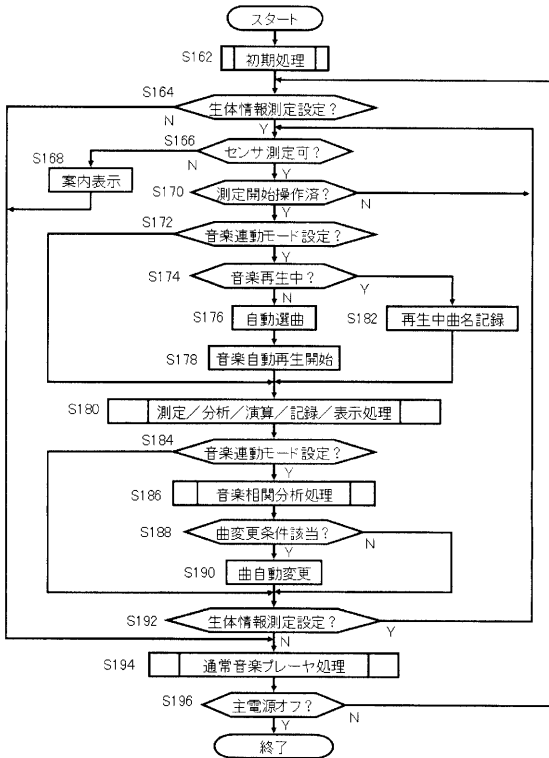 スタート
S162 初期処理
S164
生体情報測定設定？
N
Y
S166
センサ測定可？
S168
N
Y
案内表示
S170
測定開始操作済？
N
Y
S172
音楽連動モード設定？
Y
S174
音楽再生中？
Y
N
S176 自動選曲
S182 再生中曲名記録
S178 音楽自動再生開始
S180 測定／分析／演算／記録／表示処理
S184
音楽連動モード設定？
Y
S186 音楽相関分析処理
S188
曲変更条件該当？
N
Y
S190 曲自動変更
S192
生体情報測定設定？
Y
N
S194 通常音楽プレーヤ処理
S196
主電源オフ？
N
Y
終了